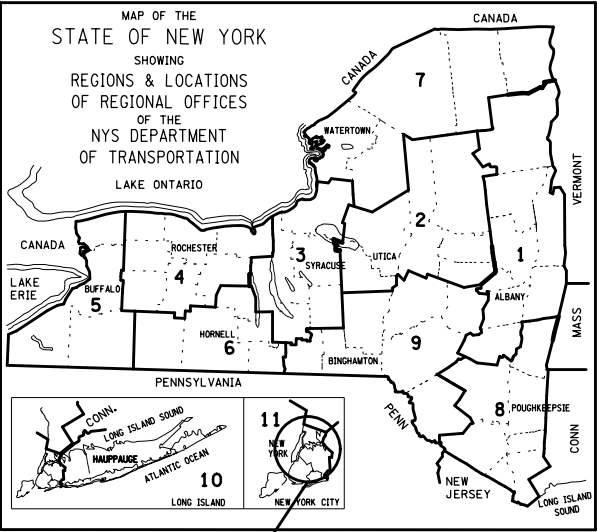 MAP OF THE
STATE OF NEW YORK
SHOWING
REGIONS & LOCATIONS
OF REGIONAL OFFICES
OF THE
NYS DEPARTMENT
OF TRANSPORTATION
CANADA
CANADA
7
WATERTOWN
LAKE ONTARIO
VERMONT
2
CANADA
ROCHESTER
3
SYRACUSE
UTICA
1
4
LAKE
ERIE
BUFFALO
5
ALBANY
MASS
HORNELL
6
9
BINGHAMTON
PENNSYLVANIA
PENN
8
POUGHKEEPSIE
CONN
NEW
JERSEY
LONG ISLAND
SOUND
CONN.
LONG ISLAND SOUND
HAUPPAUGE
ATLANTIC OCEAN
10
LONG ISLAND
11
NEW
YORK
NEW YORK CITY